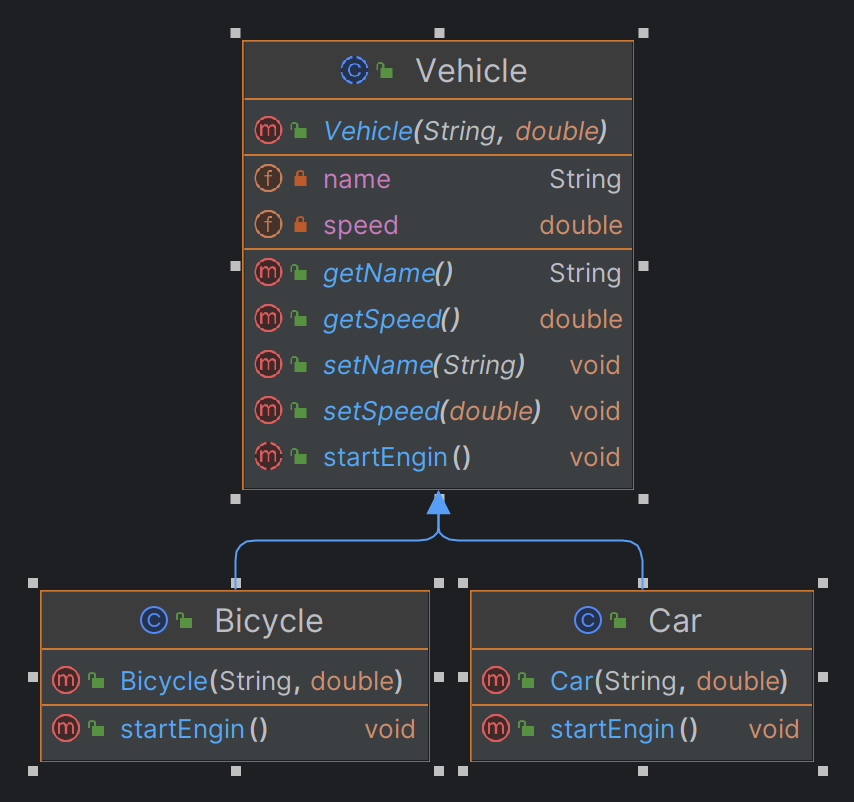 Vehicle
Vehicle(String, double)
name String
speed double
getName() String
getSpeed() double
setName(String) void
setSpeed(double) void
startEngin() void
Bicycle
Bicycle(String, double)
startEngin() void
Car
Car(String, double)
startEngin() void